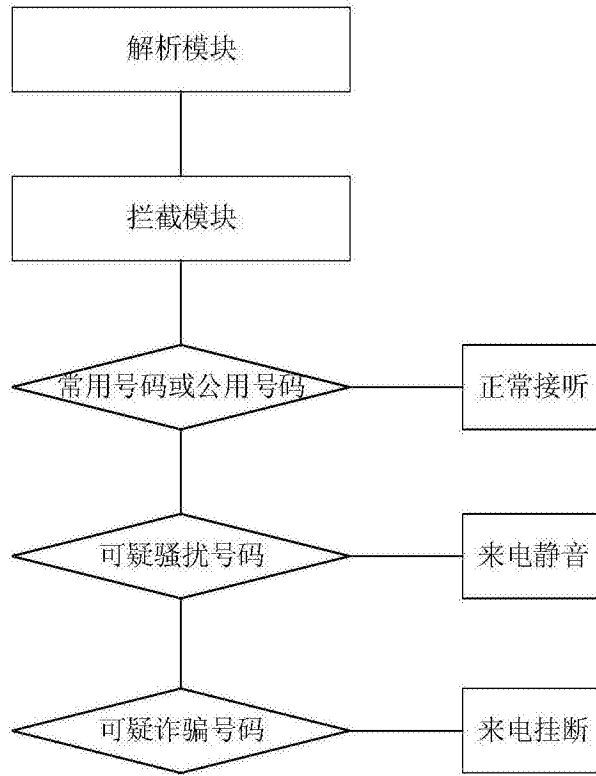 解析模块
拦截模块
常用号码或公用号码
正常接听
可疑骚扰号码
来电静音
可疑诈骗号码
来电挂断